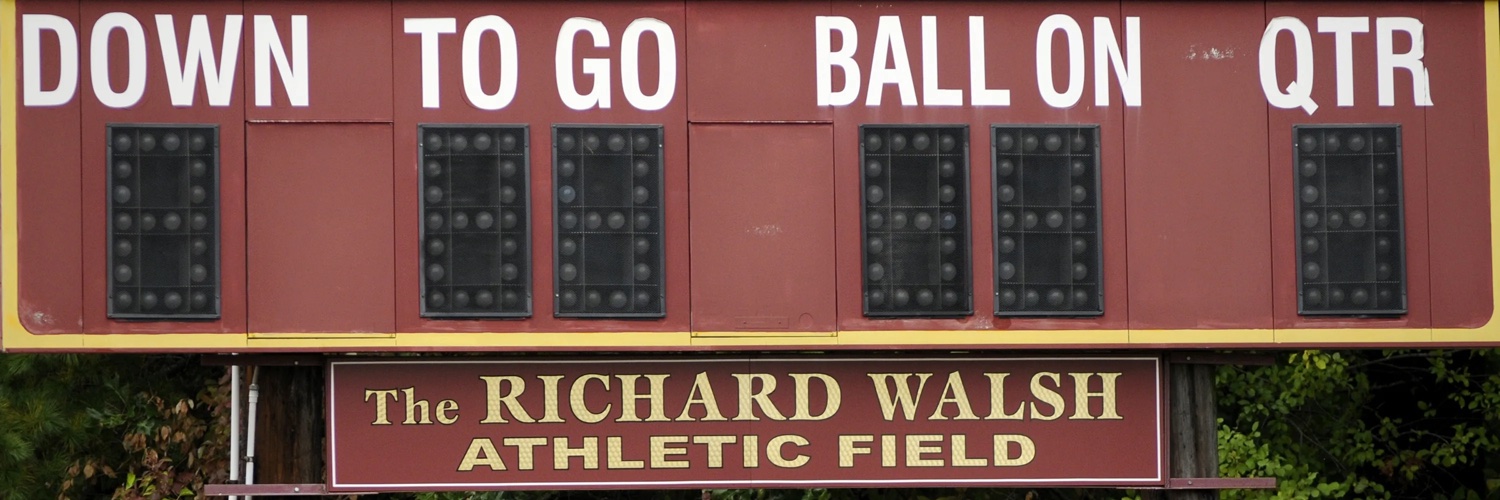 DOWN TO GO BALL ON QTR
The RICHARD WALSH
ATHLETIC FIELD